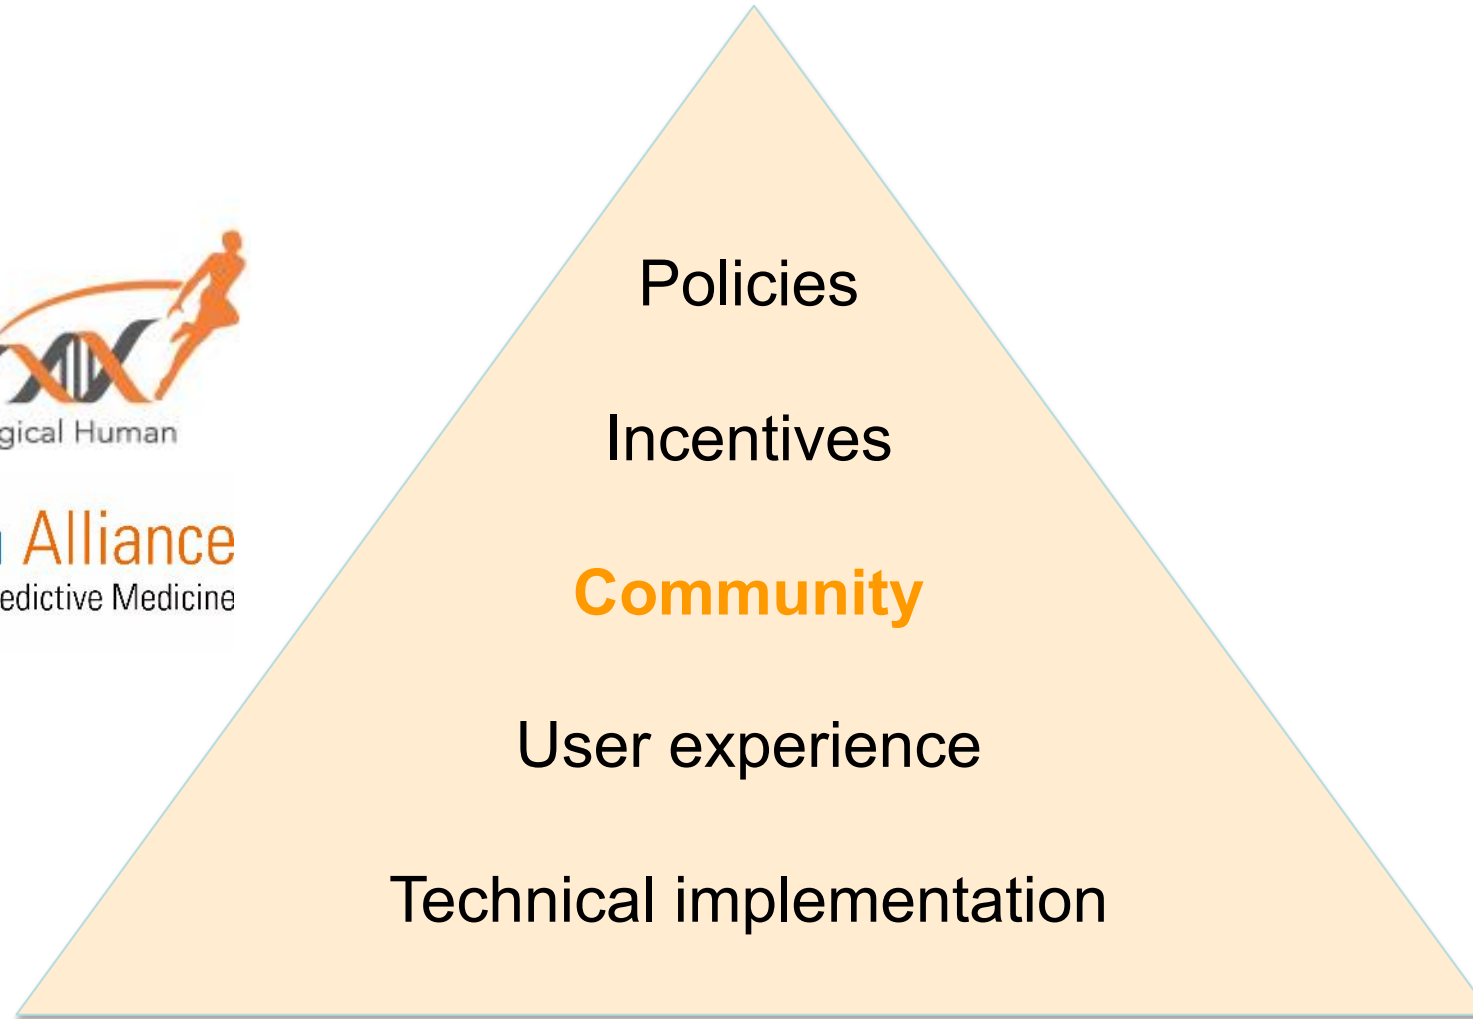 Policies
gical Human
Incentives
Alliance
edictive Medicine
Community
User experience
Technical implementation